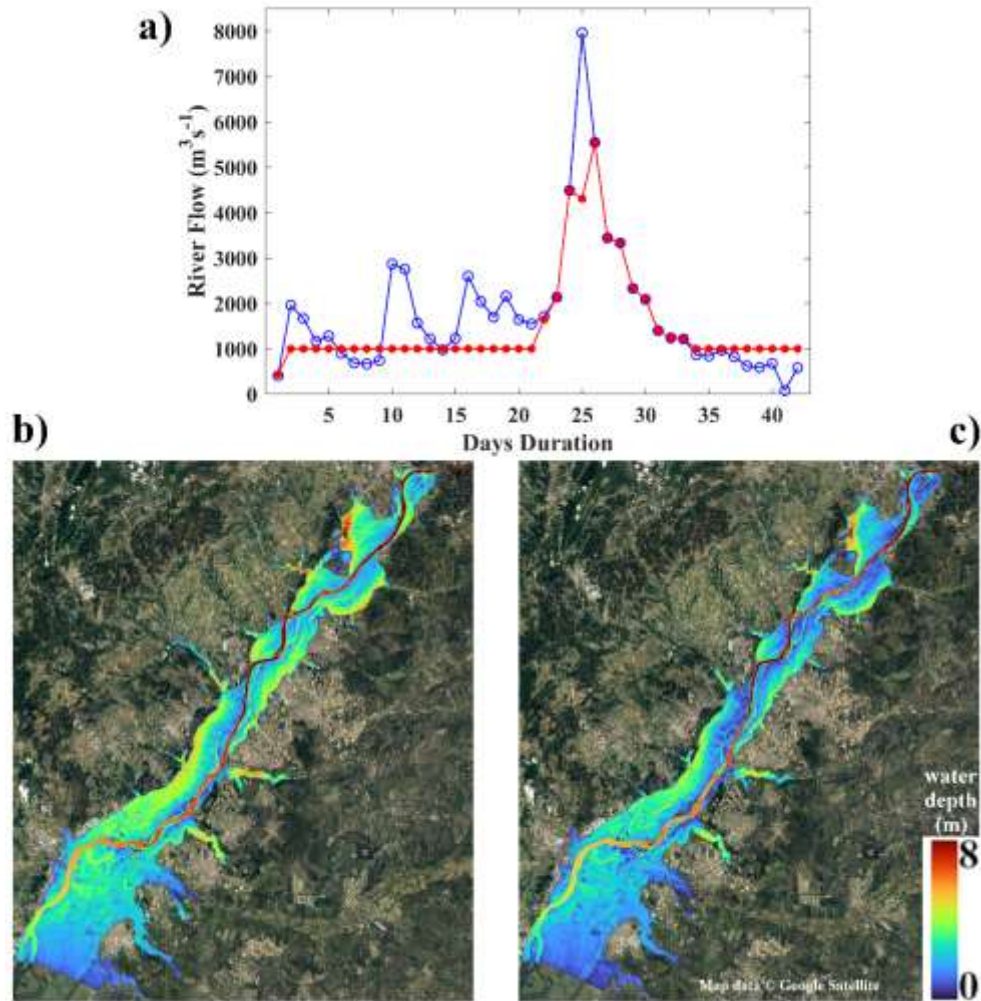 a)
8000
7000
6000
5000
4000
3000
2000
1000
0
River Flow (m³s⁻¹)
5 10 15 20 25 30 35 40
Days Duration
b)
c)
water
depth
(m)
8
0
Map data © Google Satellite